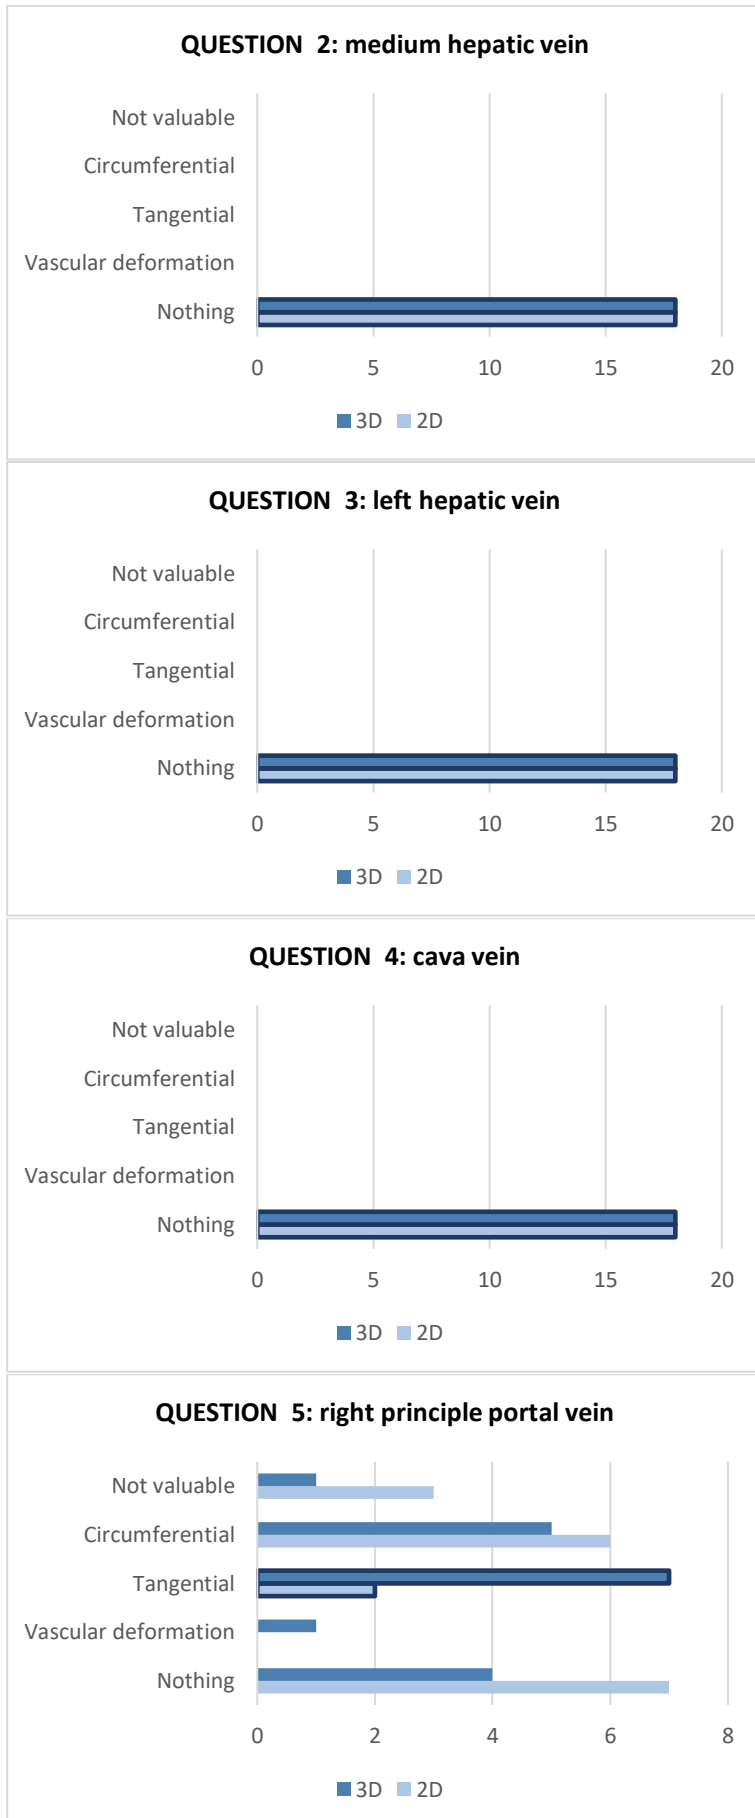 QUESTION 2: medium hepatic vein
Not valuable
Circumferential
Tangential
Vascular deformation
Nothing
0 5 10 15 20
3D 2D
QUESTION 3: left hepatic vein
Not valuable
Circumferential
Tangential
Vascular deformation
Nothing
0 5 10 15 20
3D 2D
QUESTION 4: cava vein
Not valuable
Circumferential
Tangential
Vascular deformation
Nothing
0 5 10 15 20
3D 2D
QUESTION 5: right principle portal vein
Not valuable
Circumferential
Tangential
Vascular deformation
Nothing
0 2 4 6 8
3D 2D